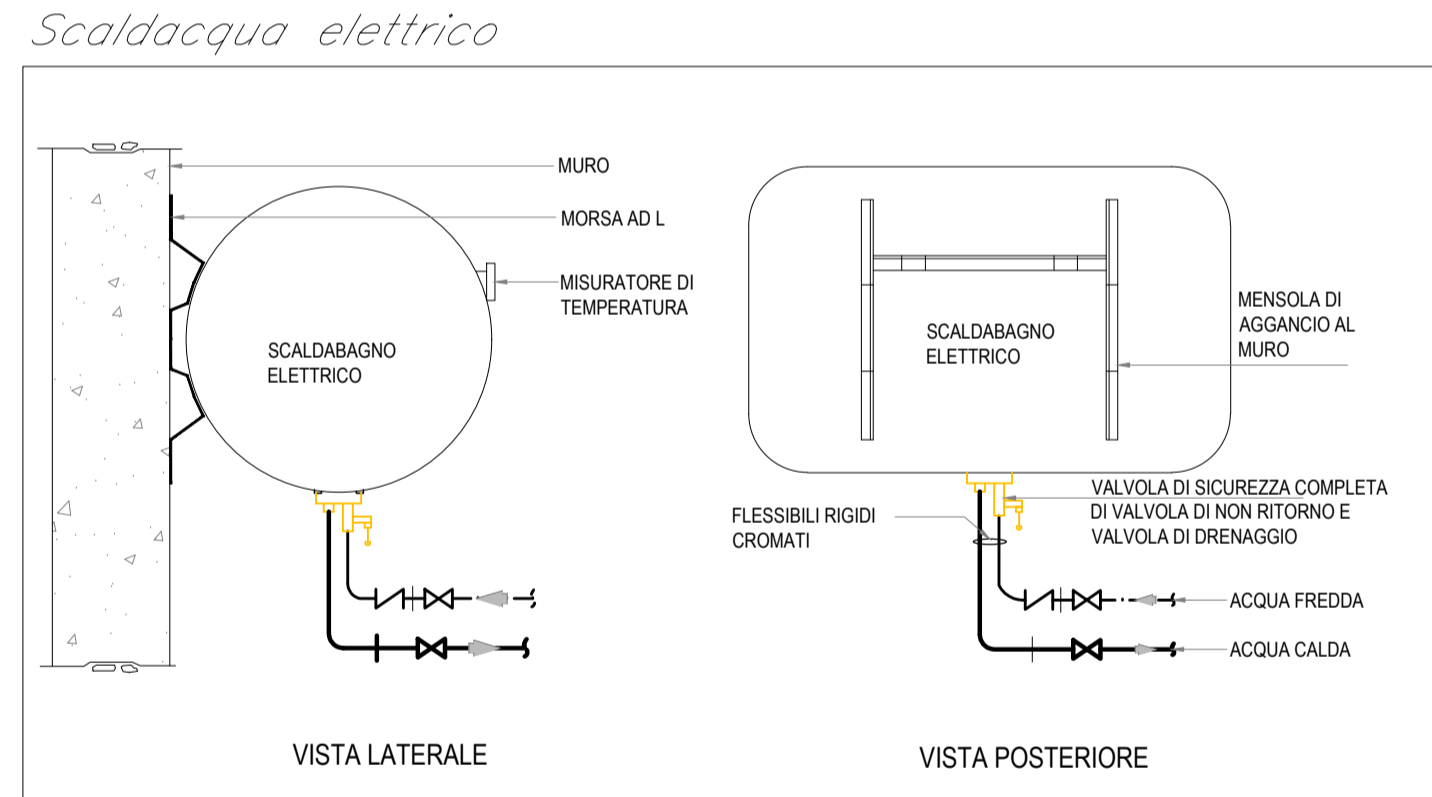 Scaldacqua elettrico
MURO
MORSA AD L
MISURATORE DI
TEMPERATURA
SCALDABAGNO
ELETTRICO
VISTA LATERALE
SCALDABAGNO
ELETTRICO
MENSOLA DI
AGGANCIO AL
MURO
FLESSIBILI RIGIDI
CROMATI
VALVOLA DI SICUREZZA COMPLETA
DI VALVOLA DI NON RITORNO E
VALVOLA DI DRENAGGIO
ACQUA FREDDA
ACQUA CALDA
VISTA POSTERIORE